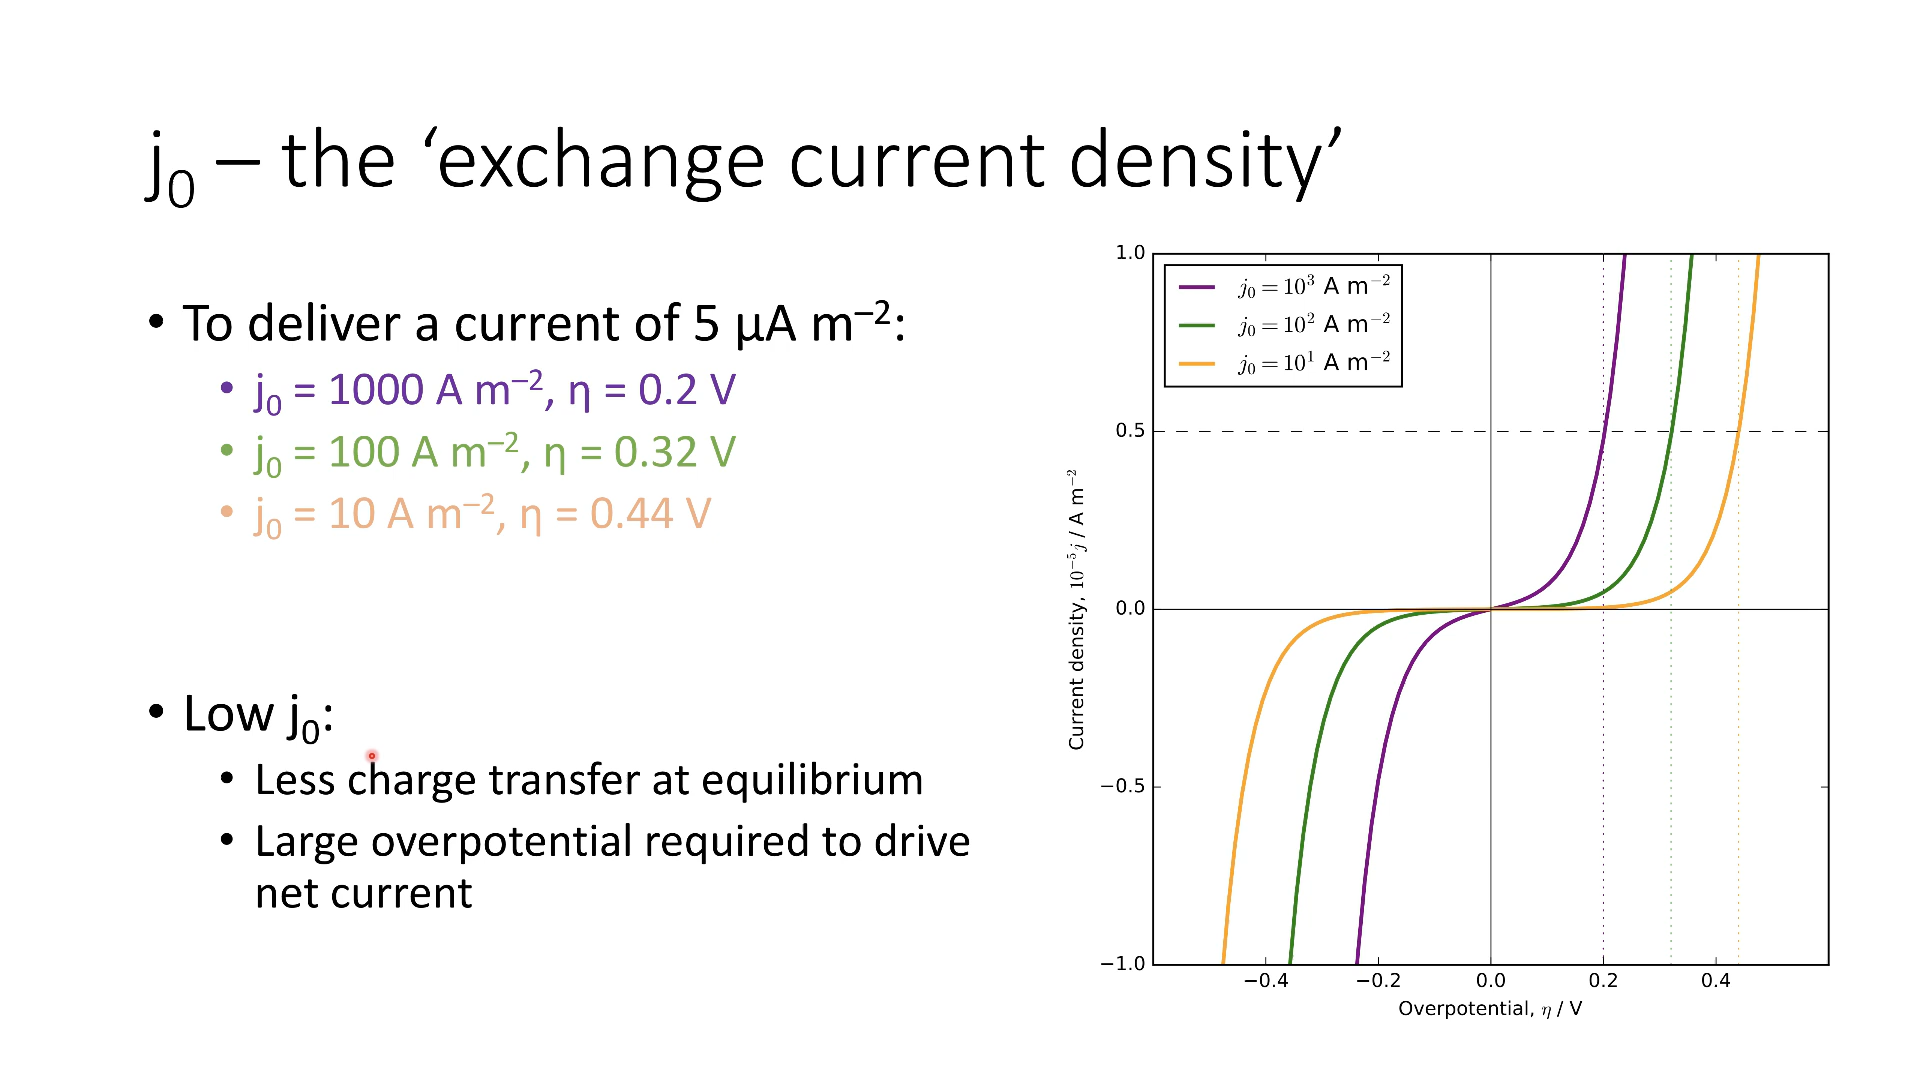 j₀ – the ‘exchange current density’
• To deliver a current of 5 μA m⁻²:
• j₀ = 1000 A m⁻², η = 0.2 V
• j₀ = 100 A m⁻², η = 0.32 V
• j₀ = 10 A m⁻², η = 0.44 V
• Low j₀:
• Less charge transfer at equilibrium
• Large overpotential required to drive
net current
j₀ = 10³ A m⁻²
j₀ = 10² A m⁻²
j₀ = 10¹ A m⁻²
1.0
0.5
0.0
−0.5
−1.0
Current density, 10⁻⁵ j / A m⁻²
−0.4 −0.2 0.0 0.2 0.4
Overpotential, η / V